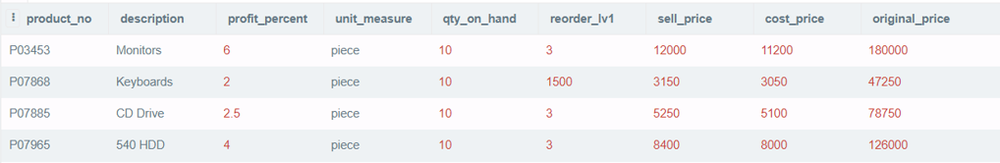 product_no description profit_percent unit_measure qty_on_hand reorder_lv1 sell_price cost_price original_price
P03453 Monitors 6 piece 10 3 12000 11200 180000
P07868 Keyboards 2 piece 10 1500 3150 3050 47250
P07885 CD Drive 2.5 piece 10 3 5250 5100 78750
P07965 540 HDD 4 piece 10 3 8400 8000 126000